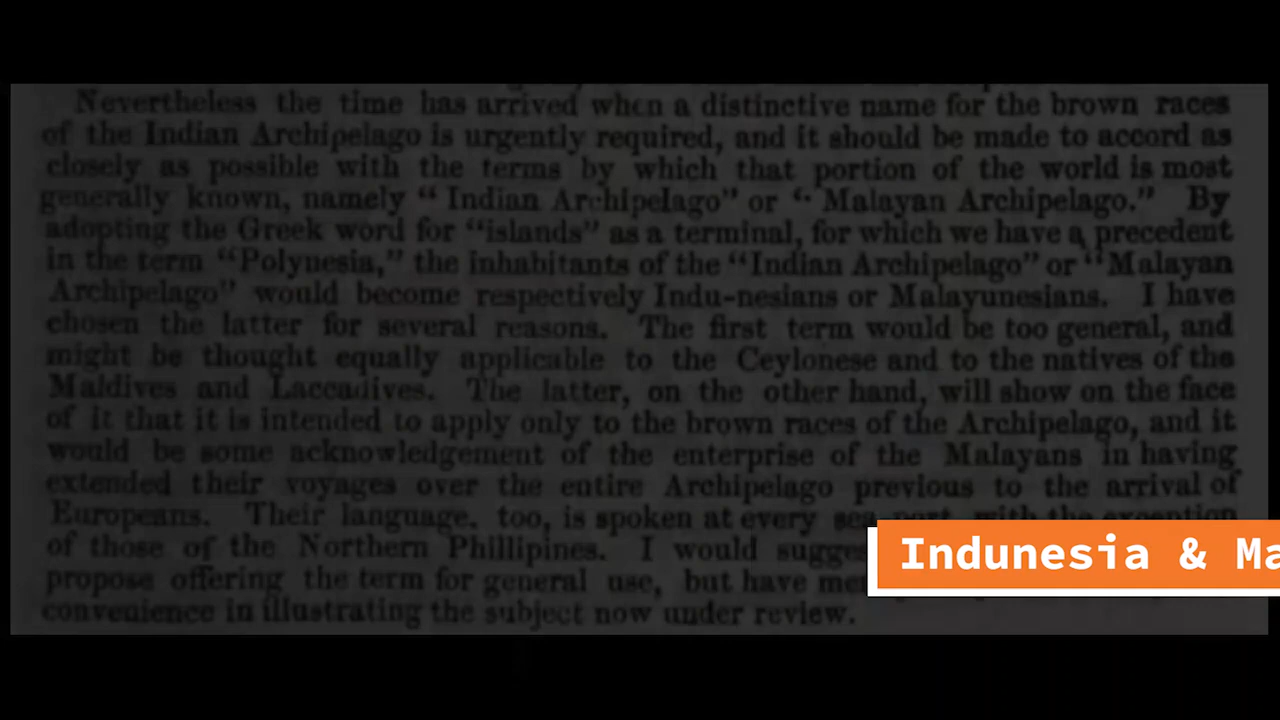 Nevertheless the time has arrived when a distinctive name for the brown races
of the Indian Archipelago is urgently required, and it should be made to accord as
closely as possible with the terms by which that portion of the world is most
generally known, namely “ Indian Archipelago” or “ Malayan Archipelago.” By
adopting the Greek word for “islands” as a terminal, for which we have a precedent
in the term “Polynesia,” the inhabitants of the “Indian Archipelago” or “Malayan
Archipelago” would become respectively Indu-nesians or Malayunesians. I have
chosen the latter for several reasons. The first term would be too general, and
might be thought equally applicable to the Ceylonese and to the natives of the
Maldives and Laccadives. The latter, on the other hand, will show on the face
of it that it is intended to apply only to the brown races of the Archipelago, and it
would be some acknowledgement of the enterprise of the Malayans in having
extended their voyages over the entire Archipelago previous to the arrival of
Europeans. Their language, too, is spoken at every sea port, with the exception
of those of the Northern Phillipines. I would
Indunesia & Ma
propose offering the term for general use, but have
convenience in illustrating the subject now under review.